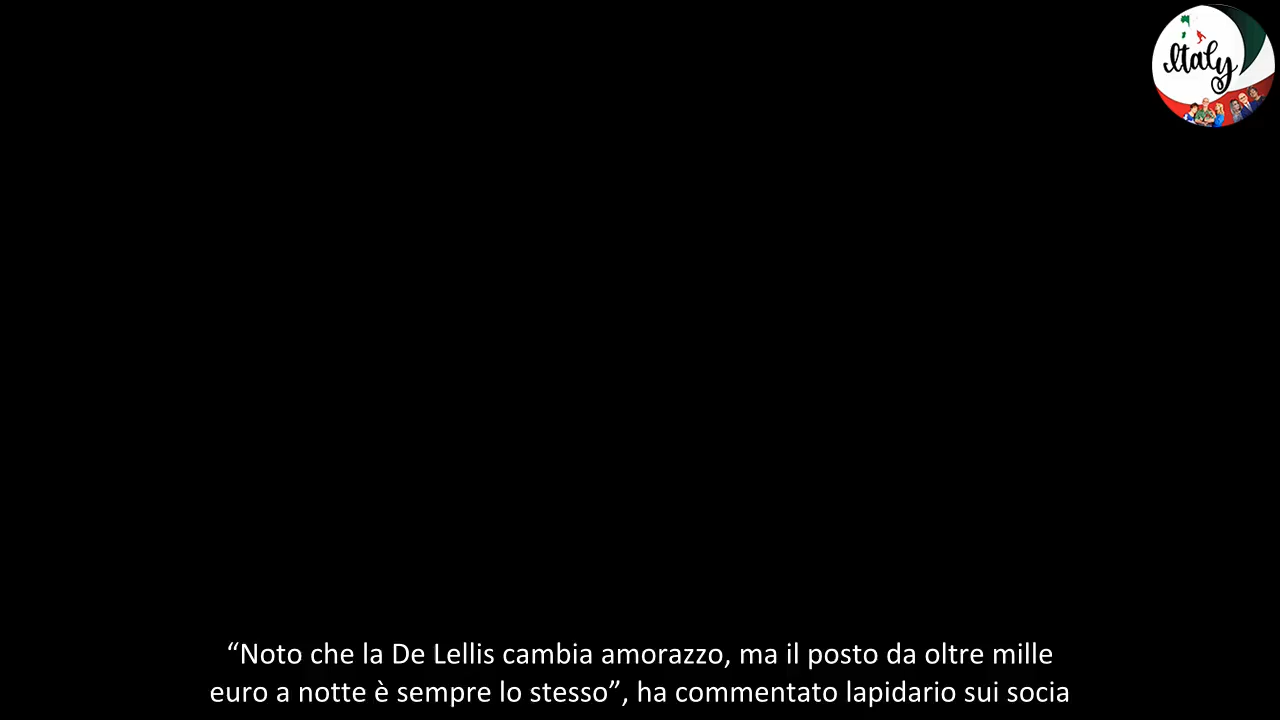 Italy
“Noto che la De Lellis cambia amorazzo, ma il posto da oltre mille
euro a notte è sempre lo stesso”, ha commentato lapidario sui socia